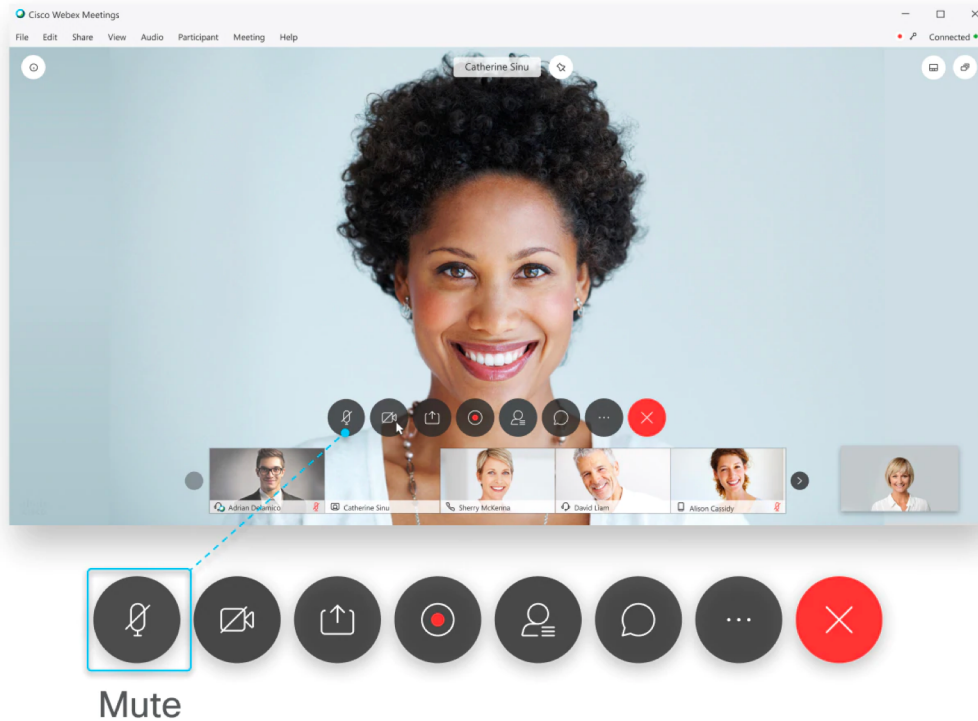 Cisco Webex Meetings
File Edit Share View Audio Participant Meeting Help
Connected
Catherine Sinu
Adrian Delamico
Catherine Sinu
Sherry McKenna
David Liam
Alison Cassidy
Mute